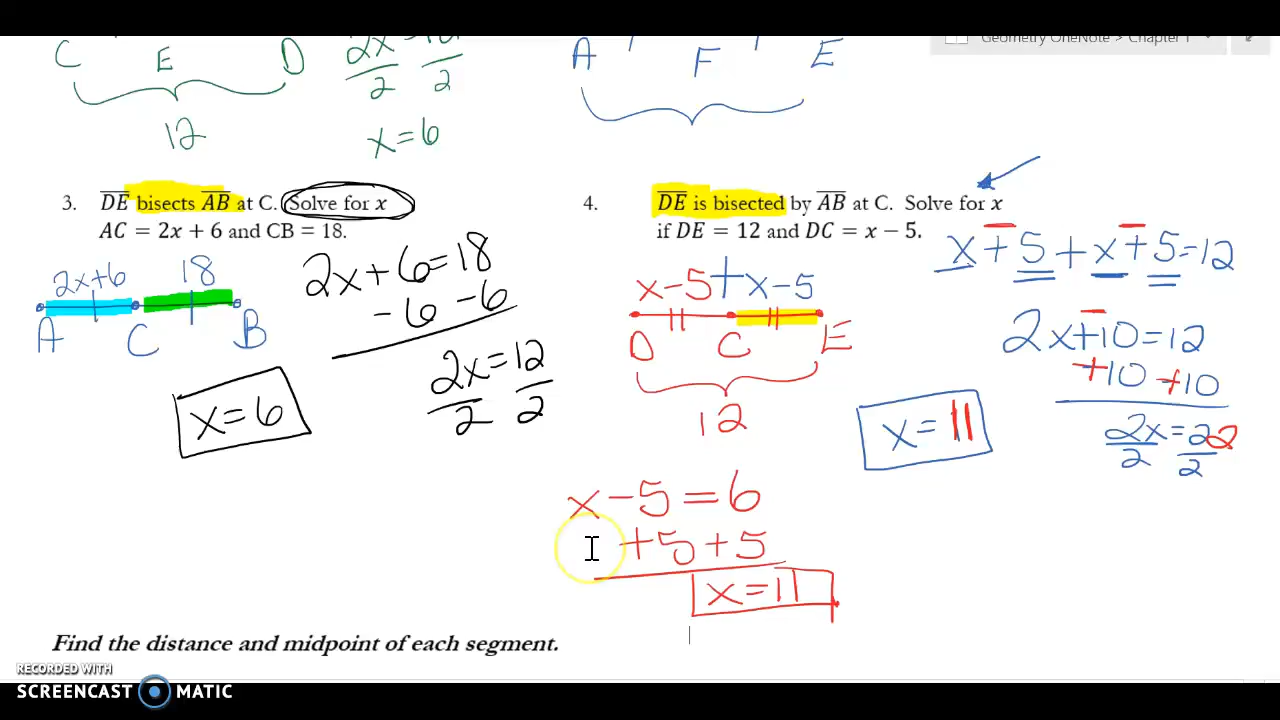 Geometry OneNote > Chapter 1
C E D
12
2
2
x=6
A F E
3. DE bisects AB at C. Solve for x
AC = 2x + 6 and CB = 18.
2x+6 18
A C B
2x+6=18
-6 -6
2x=12
2 2
x=6
4. DE is bisected by AB at C. Solve for x
if DE = 12 and DC = x − 5.
x-5+x-5
D C E
12
x+5+x+5=12
2x+10=12
+10 +10
2x=22
2 2
x=11
x-5=6
+5 +5
x=11
Find the distance and midpoint of each segment.
RECORDED WITH
SCREENCAST MATIC